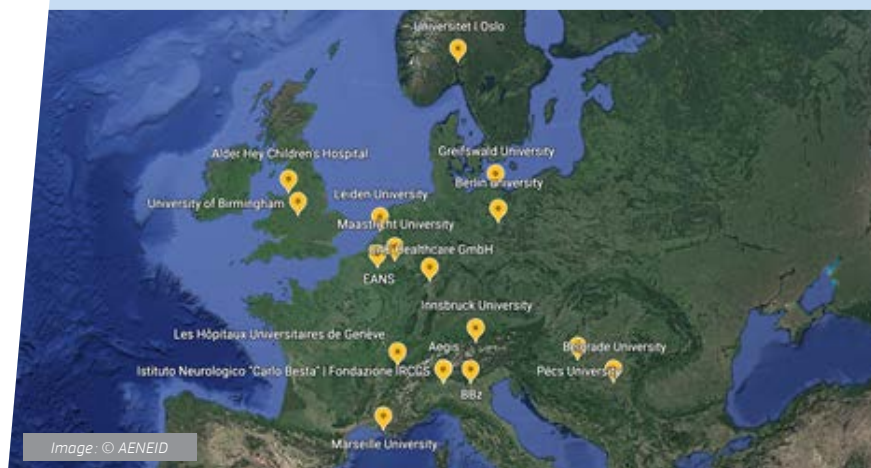 Universitet I Oslo
Alder Hey Children's Hospital
Greifswald University
Berlin University
University of Birmingham
Leiden University
Maastricht University
Healthcare GmbH
EANS
Innsbruck University
Les Hôpitaux Universitaires de Genève
Aegis
Belgrade University
Istituto Neurologico "Carlo Besta" | Fondazione IRCCS
Pécs University
BBz
Marseille University
Image: © AENEID